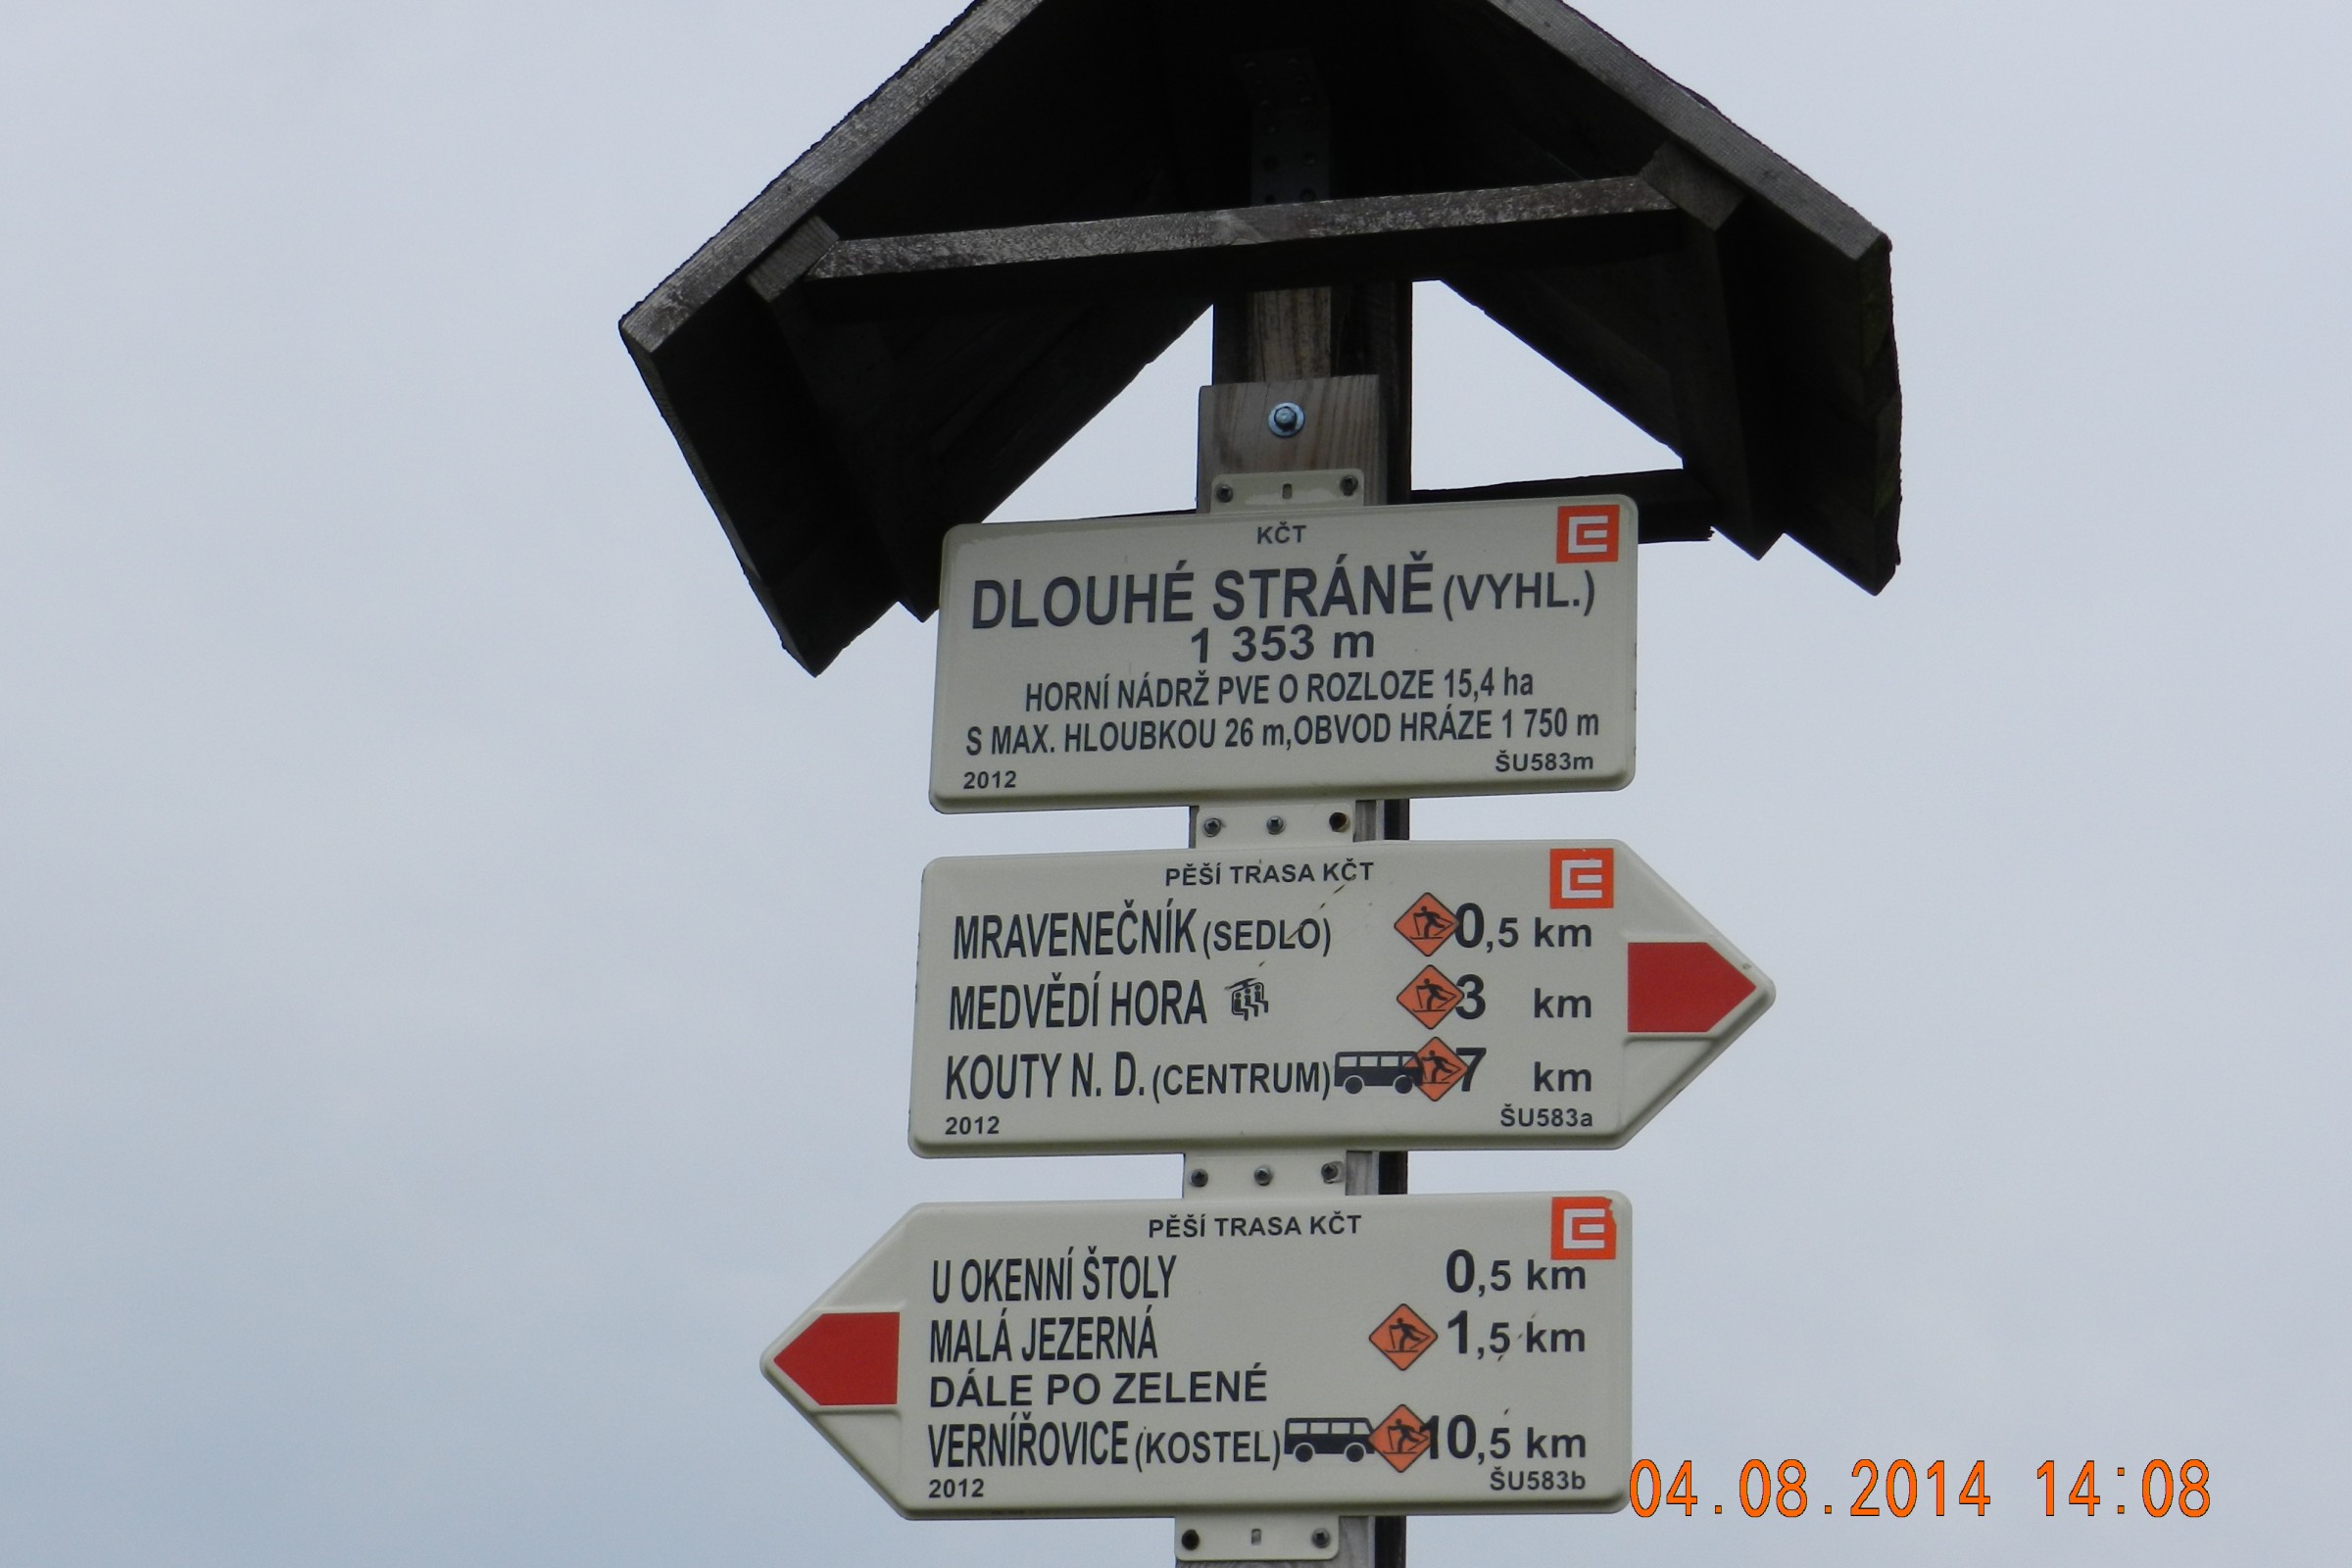 KČT
DLOUHÉ STRÁNĚ (VYHL.)
1 353 m
HORNÍ NÁDRŽ PVE O ROZLOZE 15,4 ha
S MAX. HLOUBKOU 26 m,OBVOD HRÁZE 1 750 m
2012 ŠU583m
PĚŠÍ TRASA KČT
MRAVENEČNÍK (SEDLO) 0,5 km
MEDVĚDÍ HORA 3 km
KOUTY N. D. (CENTRUM) 7 km
2012 ŠU583a
PĚŠÍ TRASA KČT
U OKENNÍ ŠTOLY 0,5 km
MALÁ JEZERNÁ 1,5 km
DÁLE PO ZELENÉ
VERNÍŘOVICE (KOSTEL) 10,5 km
2012 ŠU583b
04.08.2014 14:08